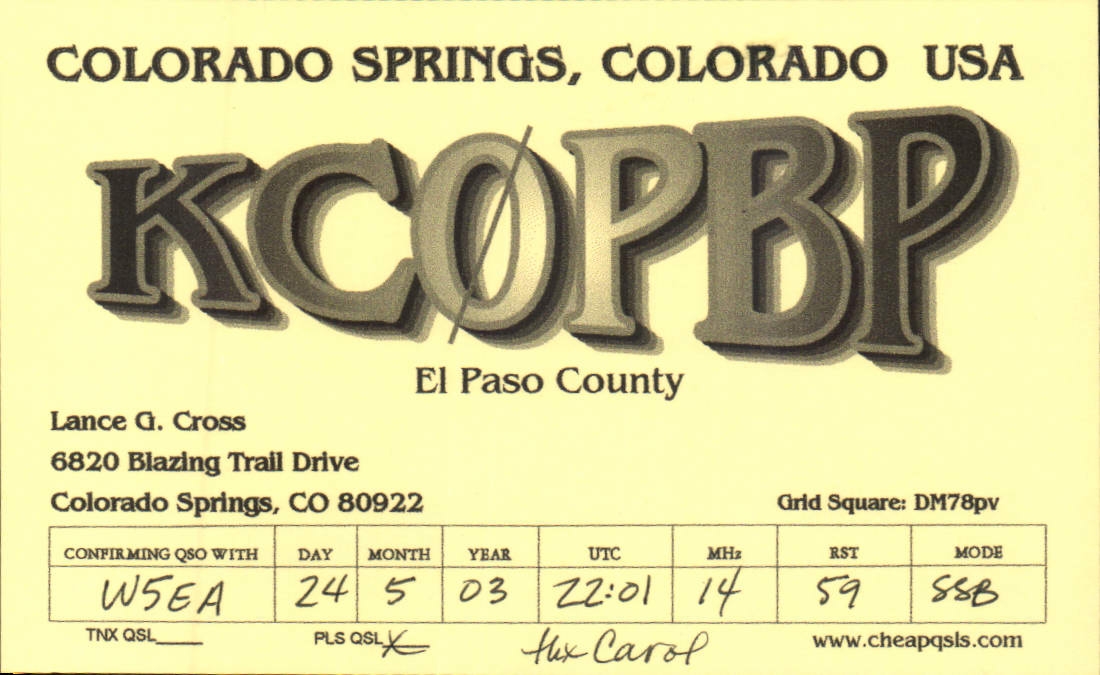 COLORADO SPRINGS, COLORADO USA
KCØPBP
El Paso County
Lance G. Cross
6820 Blazing Trail Drive
Colorado Springs, CO 80922
Grid Square: DM78pv
CONFIRMING QSO WITH DAY MONTH YEAR UTC MHz RST MODE
W5EA 24 5 03 22:01 14 59 SSB
TNX QSL____ PLS QSL X thx Carol www.cheapqsls.com